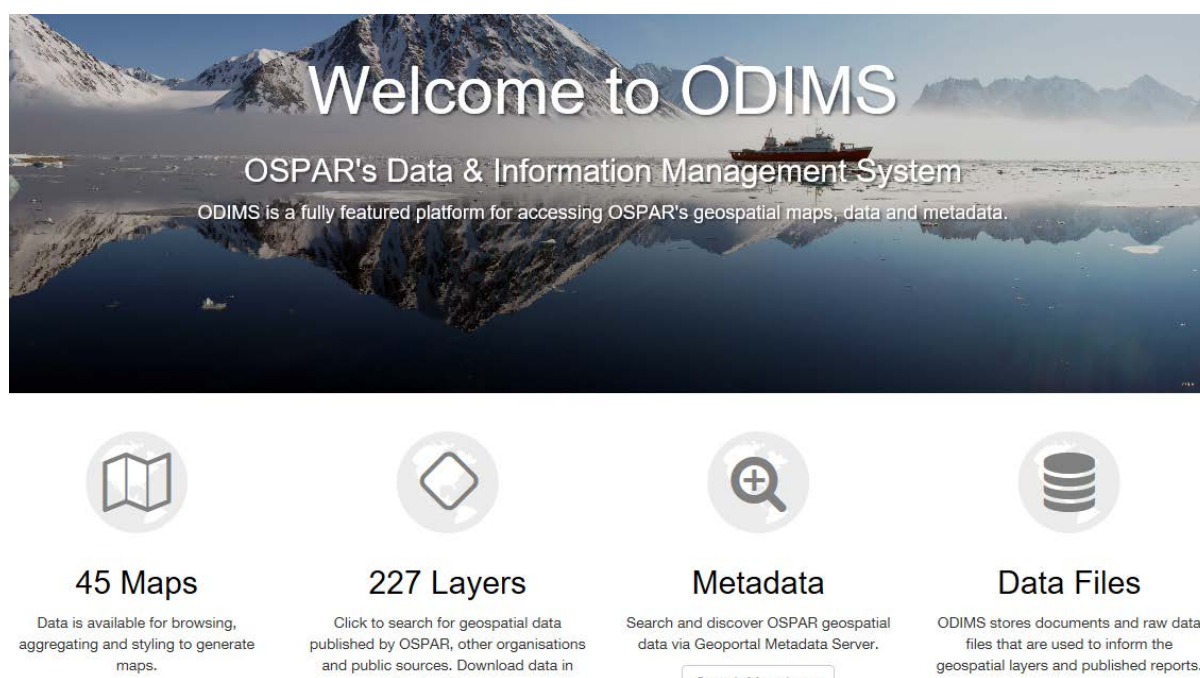 Welcome to ODIMS
OSPAR's Data & Information Management System
ODIMS is a fully featured platform for accessing OSPAR's geospatial maps, data and metadata.
45 Maps
Data is available for browsing,
aggregating and styling to generate
maps.
227 Layers
Click to search for geospatial data
published by OSPAR, other organisations
and public sources. Download data in
Metadata
Search and discover OSPAR geospatial
data via Geoportal Metadata Server.
Data Files
ODIMS stores documents and raw data
files that are used to inform the
geospatial layers and published reports.